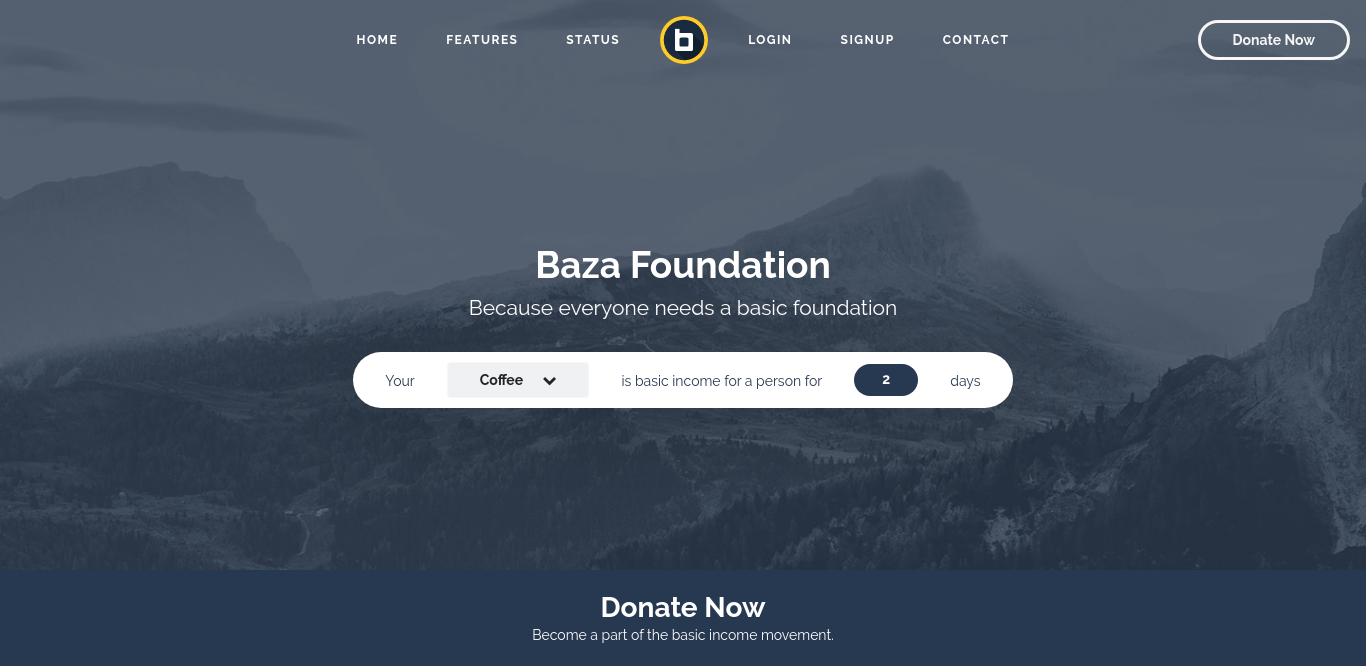 HOME FEATURES STATUS b LOGIN SIGNUP CONTACT Donate Now
Baza Foundation
Because everyone needs a basic foundation
Your Coffee is basic income for a person for 2 days
Donate Now
Become a part of the basic income movement.